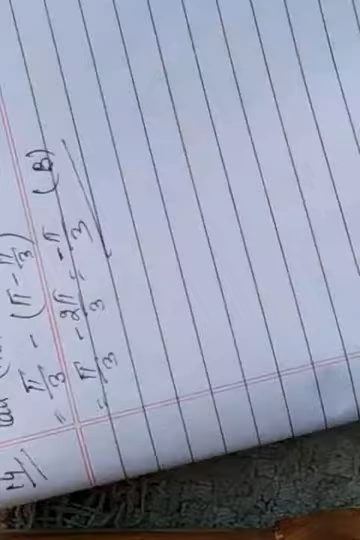 14
= π/3 - (π - π/3)
= π/3 - 2π/3 = -π/3 (B)